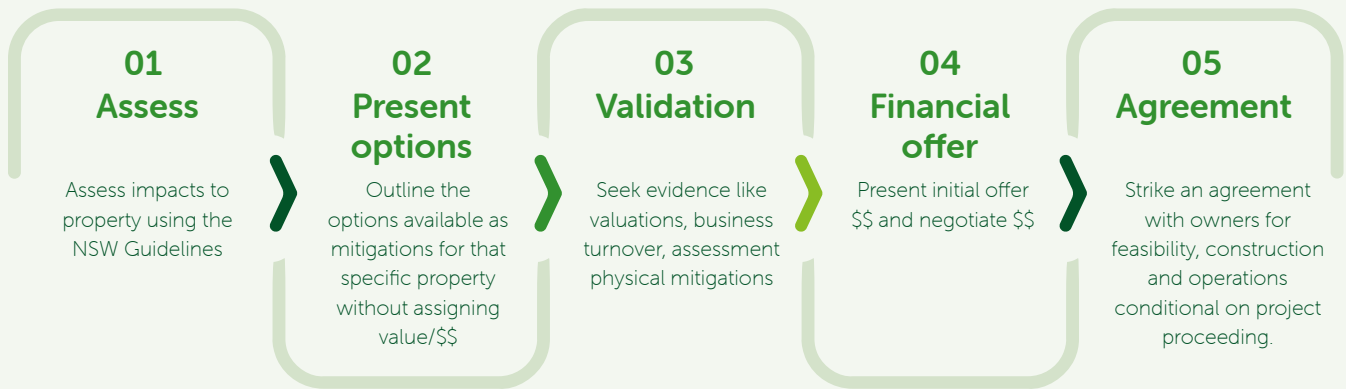 01
Assess
Assess impacts to
property using the
NSW Guidelines
02
Present
options
Outline the
options available as
mitigations for that
specific property
without assigning
value/$$
03
Validation
Seek evidence like
valuations, business
turnover, assessment
physical mitigations
04
Financial
offer
Present initial offer
$$ and negotiate $$
05
Agreement
Strike an agreement
with owners for
feasibility, construction
and operations
conditional on project
proceeding.